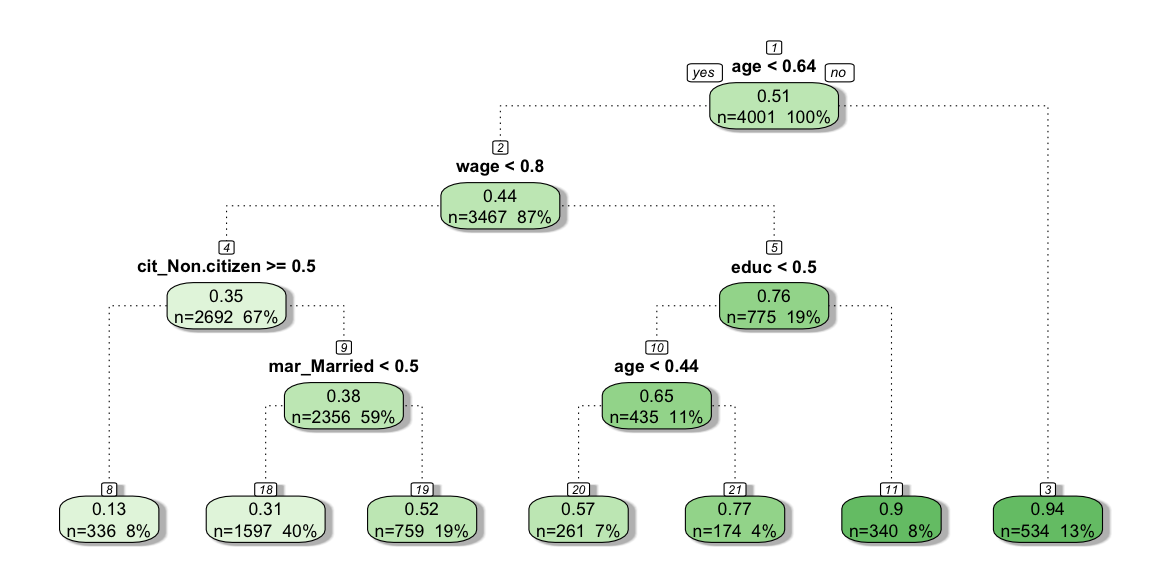 1
yes age < 0.64 no
0.51
n=4001 100%
2
wage < 0.8
0.44
n=3467 87%
4
cit_Non.citizen >= 0.5
0.35
n=2692 67%
5
educ < 0.5
0.76
n=775 19%
9
mar_Married < 0.5
0.38
n=2356 59%
10
age < 0.44
0.65
n=435 11%
8
0.13
n=336 8%
18
0.31
n=1597 40%
19
0.52
n=759 19%
20
0.57
n=261 7%
21
0.77
n=174 4%
11
0.9
n=340 8%
3
0.94
n=534 13%